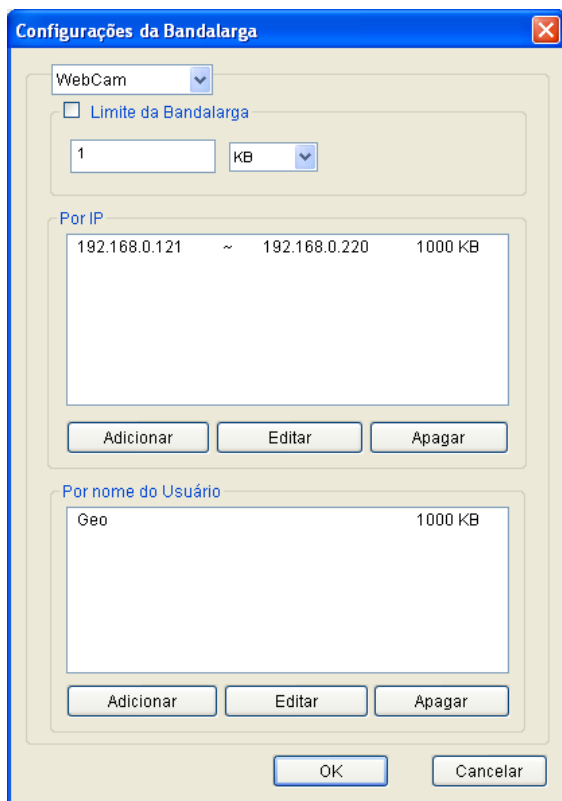 Configurações da Bandalarga
WebCam
Limite da Bandalarga
1 KB
Por IP
192.168.0.121 ~ 192.168.0.220 1000 KB
Adicionar Editar Apagar
Por nome do Usuário
Geo 1000 KB
Adicionar Editar Apagar
OK Cancelar